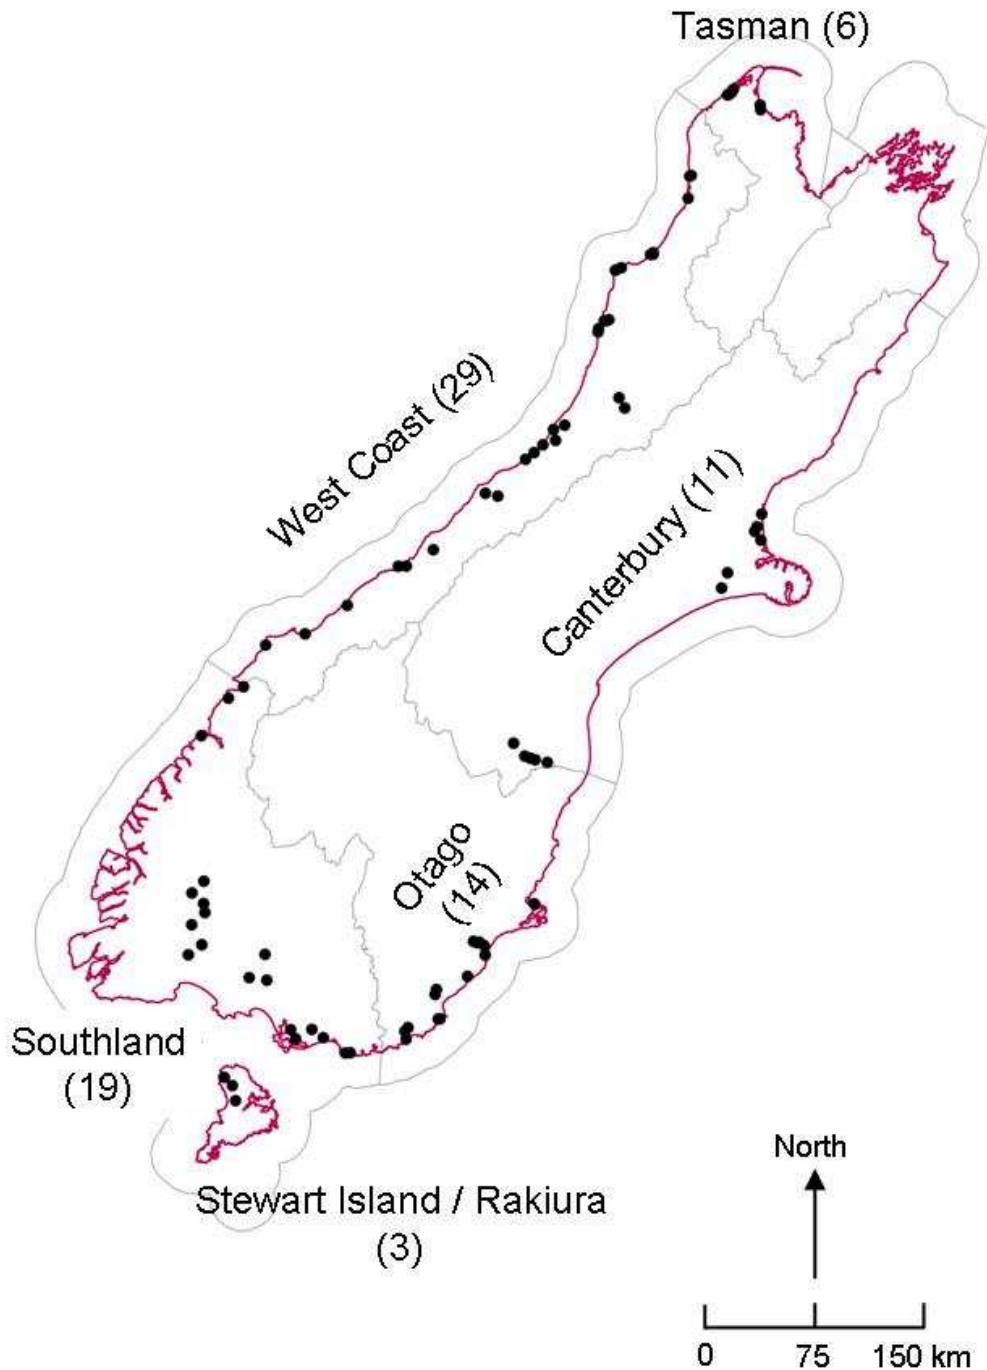 Tasman (6)
West Coast (29)
Canterbury (11)
Otago
(14)
Southland
(19)
Stewart Island / Rakiura
(3)
North
0 75 150 km